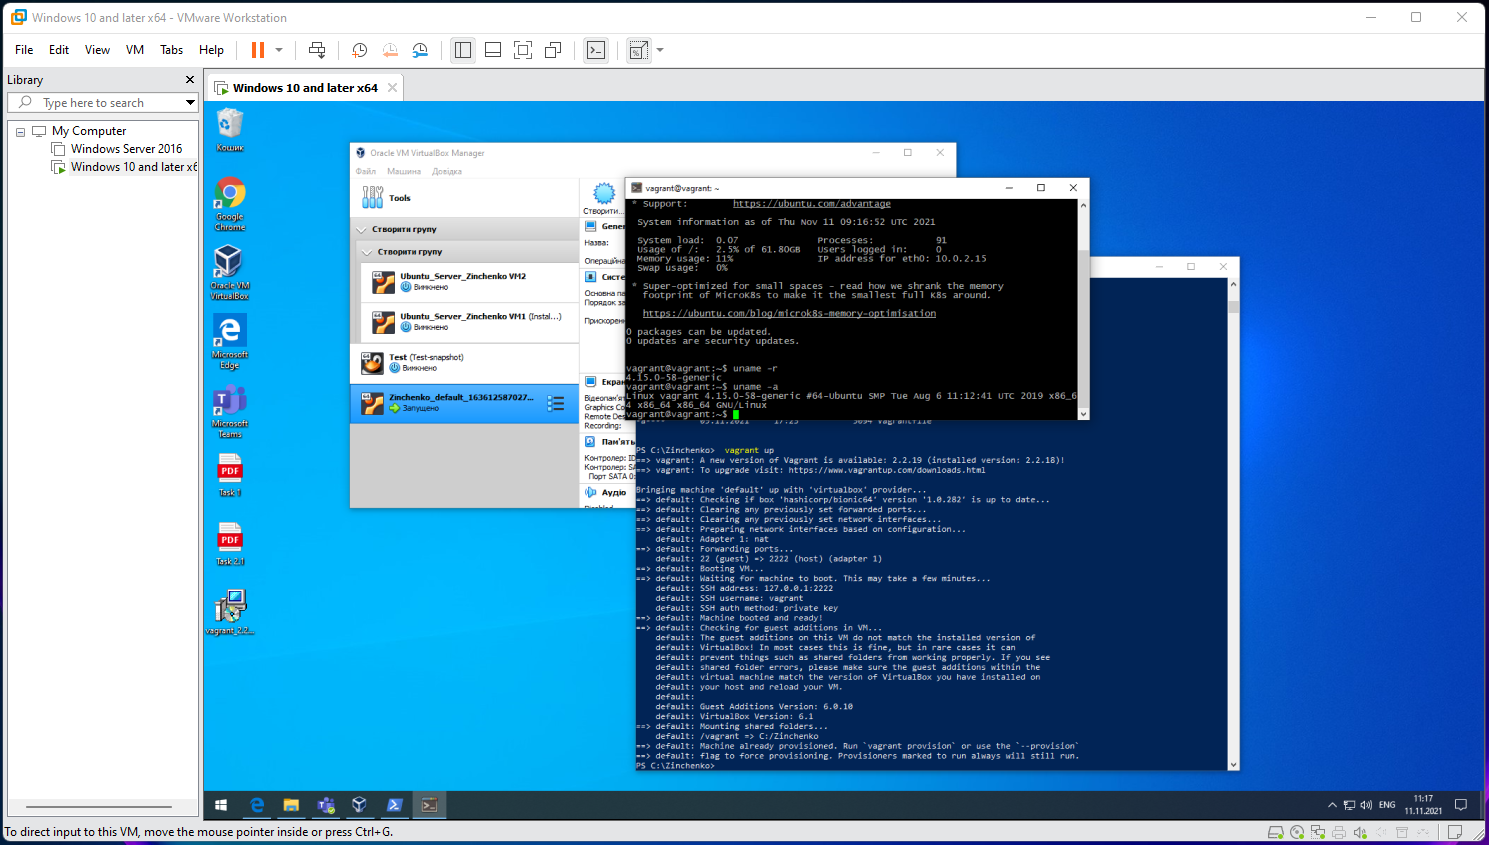 Windows 10 and later x64 - VMware Workstation
File Edit View VM Tabs Help
Library
Type here to search
My Computer
Windows Server 2016
Windows 10 and later x6
Windows 10 and later x64
Кошик
Google Chrome
Oracle VM VirtualBox
Microsoft Edge
Microsoft Teams
PDF
Task 1
PDF
Task 2.1
vagrant_2.2...
Oracle VM VirtualBox Manager
Файл Машина Довідка
Tools
Створити групу
Створити групу
Ubuntu_Server_Zinchenko VM2
Вимкнено
Ubuntu_Server_Zinchenko VM1 (Instal...)
Вимкнено
Test (Test-snapshot)
Вимкнено
Zinchenko_default_163612587027...
Запущено
Створити...
Gene
Назва:
Операційна
Систе
Основна па
Порядок за
Прискорен
Екран
Відеопам'я
Graphics Co
Remote Des
Recording:
Пам'ять
Контролер: ID
Контролер: SA
Порт SATA 0:
Аудіо
vagrant@vagrant: ~
* Support: https://ubuntu.com/advantage
System information as of Thu Nov 11 09:16:52 UTC 2021
System load: 0.07 Processes: 91
Usage of /: 2.5% of 61.80GB Users logged in: 0
Memory usage: 11% IP address for eth0: 10.0.2.15
Swap usage: 0%
* Super-optimized for small spaces - read how we shrank the memory
footprint of MicroK8s to make it the smallest full K8s around.
https://ubuntu.com/blog/microk8s-memory-optimisation
0 packages can be updated.
0 updates are security updates.
vagrant@vagrant:~$ uname -r
4.15.0-58-generic
vagrant@vagrant:~$ uname -a
Linux vagrant 4.15.0-58-generic #64-Ubuntu SMP Tue Aug 6 11:12:41 UTC 2019 x86_6
4 x86_64 x86_64 GNU/Linux
vagrant@vagrant:~$
PS C:\Zinchenko> vagrant up
==> vagrant: A new version of Vagrant is available: 2.2.19 (installed version: 2.2.18)!
==> vagrant: To upgrade visit: https://www.vagrantup.com/downloads.html
Bringing machine 'default' up with 'virtualbox' provider...
==> default: Checking if box 'hashicorp/bionic64' version '1.0.282' is up to date...
==> default: Clearing any previously set forwarded ports...
==> default: Clearing any previously set network interfaces...
==> default: Preparing network interfaces based on configuration...
default: Adapter 1: nat
==> default: Forwarding ports...
default: 22 (guest) => 2222 (host) (adapter 1)
==> default: Booting VM...
==> default: Waiting for machine to boot. This may take a few minutes...
default: SSH address: 127.0.0.1:2222
default: SSH username: vagrant
default: SSH auth method: private key
==> default: Machine booted and ready!
==> default: Checking for guest additions in VM...
default: The guest additions on this VM do not match the installed version of
default: VirtualBox! In most cases this is fine, but in rare cases it can
default: prevent things such as shared folders from working properly. If you see
default: shared folder errors, please make sure the guest additions within the
default: virtual machine match the version of VirtualBox you have installed on
default: your host and reload your VM.
default:
default: Guest Additions Version: 6.0.10
default: VirtualBox Version: 6.1
==> default: Mounting shared folders...
default: /vagrant => C:/Zinchenko
==> default: Machine already provisioned. Run `vagrant provision` or use the `--provision`
==> default: flag to force provisioning. Provisioners marked to run always will still run.
PS C:\Zinchenko>
ENG
11:17
11.11.2021
To direct input to this VM, move the mouse pointer inside or press Ctrl+G.